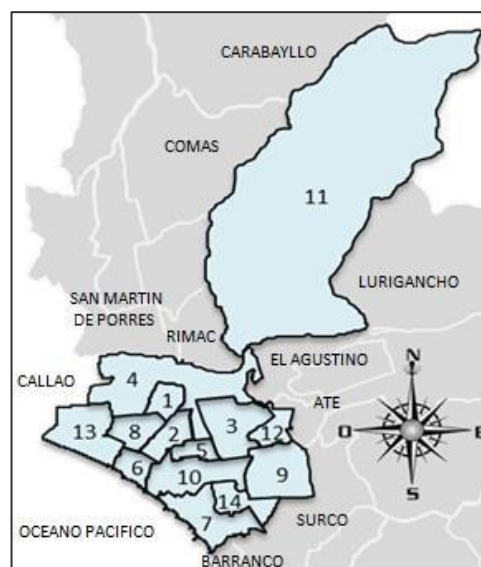 CARABAYLLO
COMAS
11
LURIGANCHO
SAN MARTIN
DE PORRES
RIMAC
EL AGUSTINO
N
CALLAO
4
1
ATE
13
8
2
3
12
O
E
5
6
10
9
S
14
7
SURCO
OCEANO PACIFICO
BARRANCO